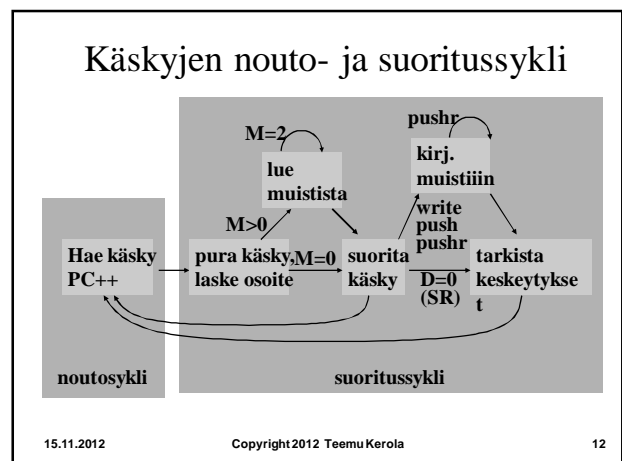 Käskyjen nouto- ja suoritussykli
pushr
M=2
kirj.
muistiiin
lue
muistista
write
push
pushr
M>0
Hae käsky
PC++
pura käsky,
laske osoite
M=0
suorita
käsky
D=0
(SR)
tarkista
keskeytykse
t
noutosykli
suoritussykli
15.11.2012
Copyright 2012 Teemu Kerola
12